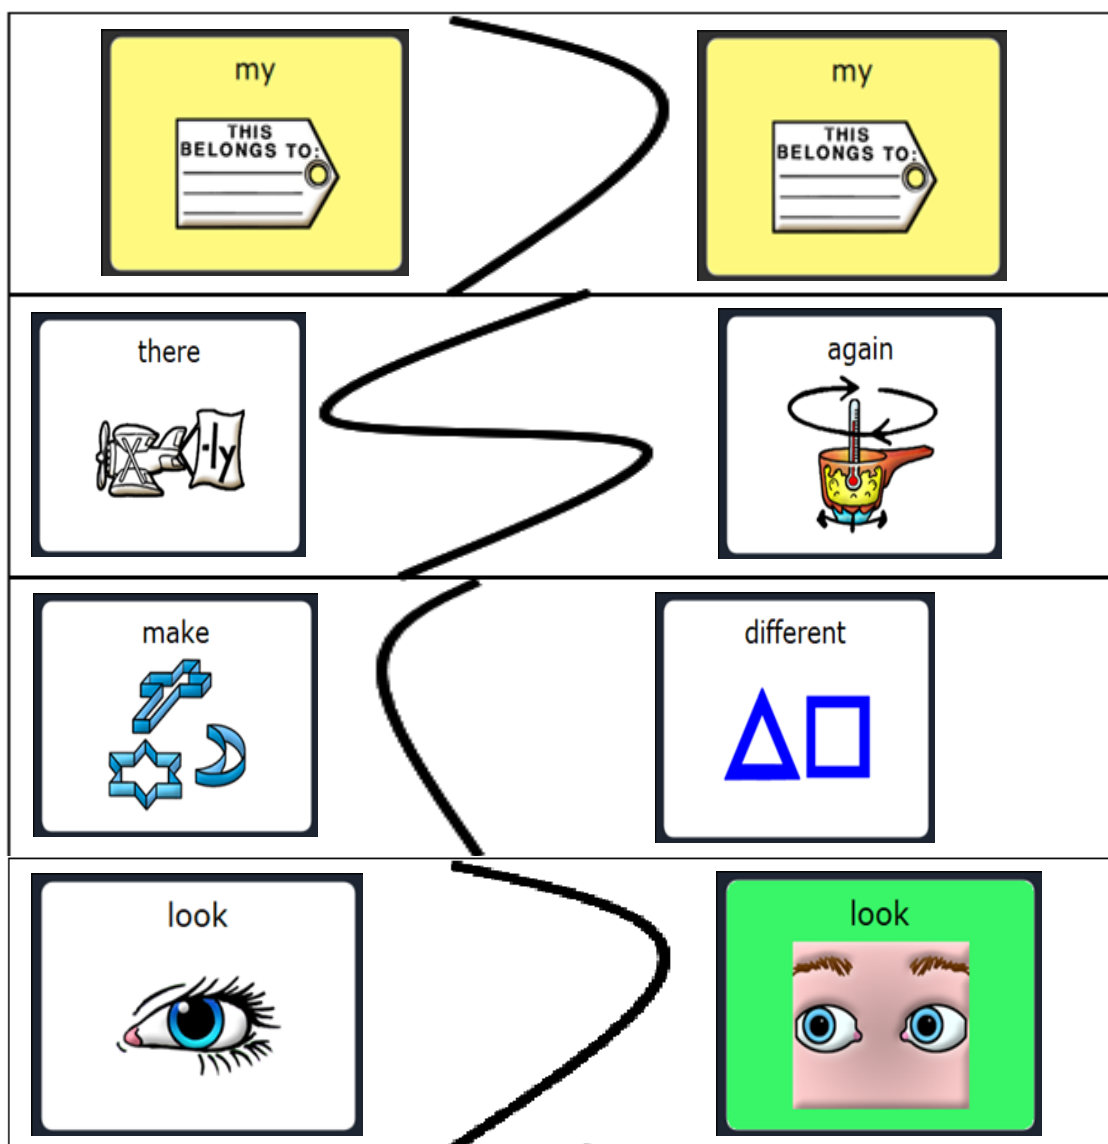 my
THIS
BELONGS TO:
my
THIS
BELONGS TO:
there
-ly
again
make
different
look
look